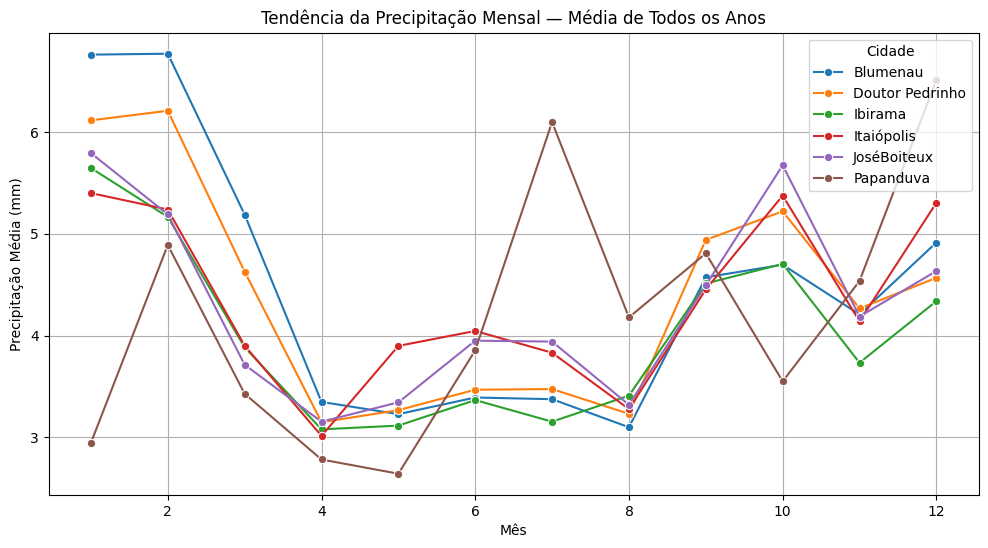 Tendência da Precipitação Mensal — Média de Todos os Anos
Cidade
Blumenau
Doutor Pedrinho
Ibirama
Itaiópolis
JoséBoiteux
Papanduva
Precipitação Média (mm)
6
5
4
3
2
4
6
8
10
12
Mês